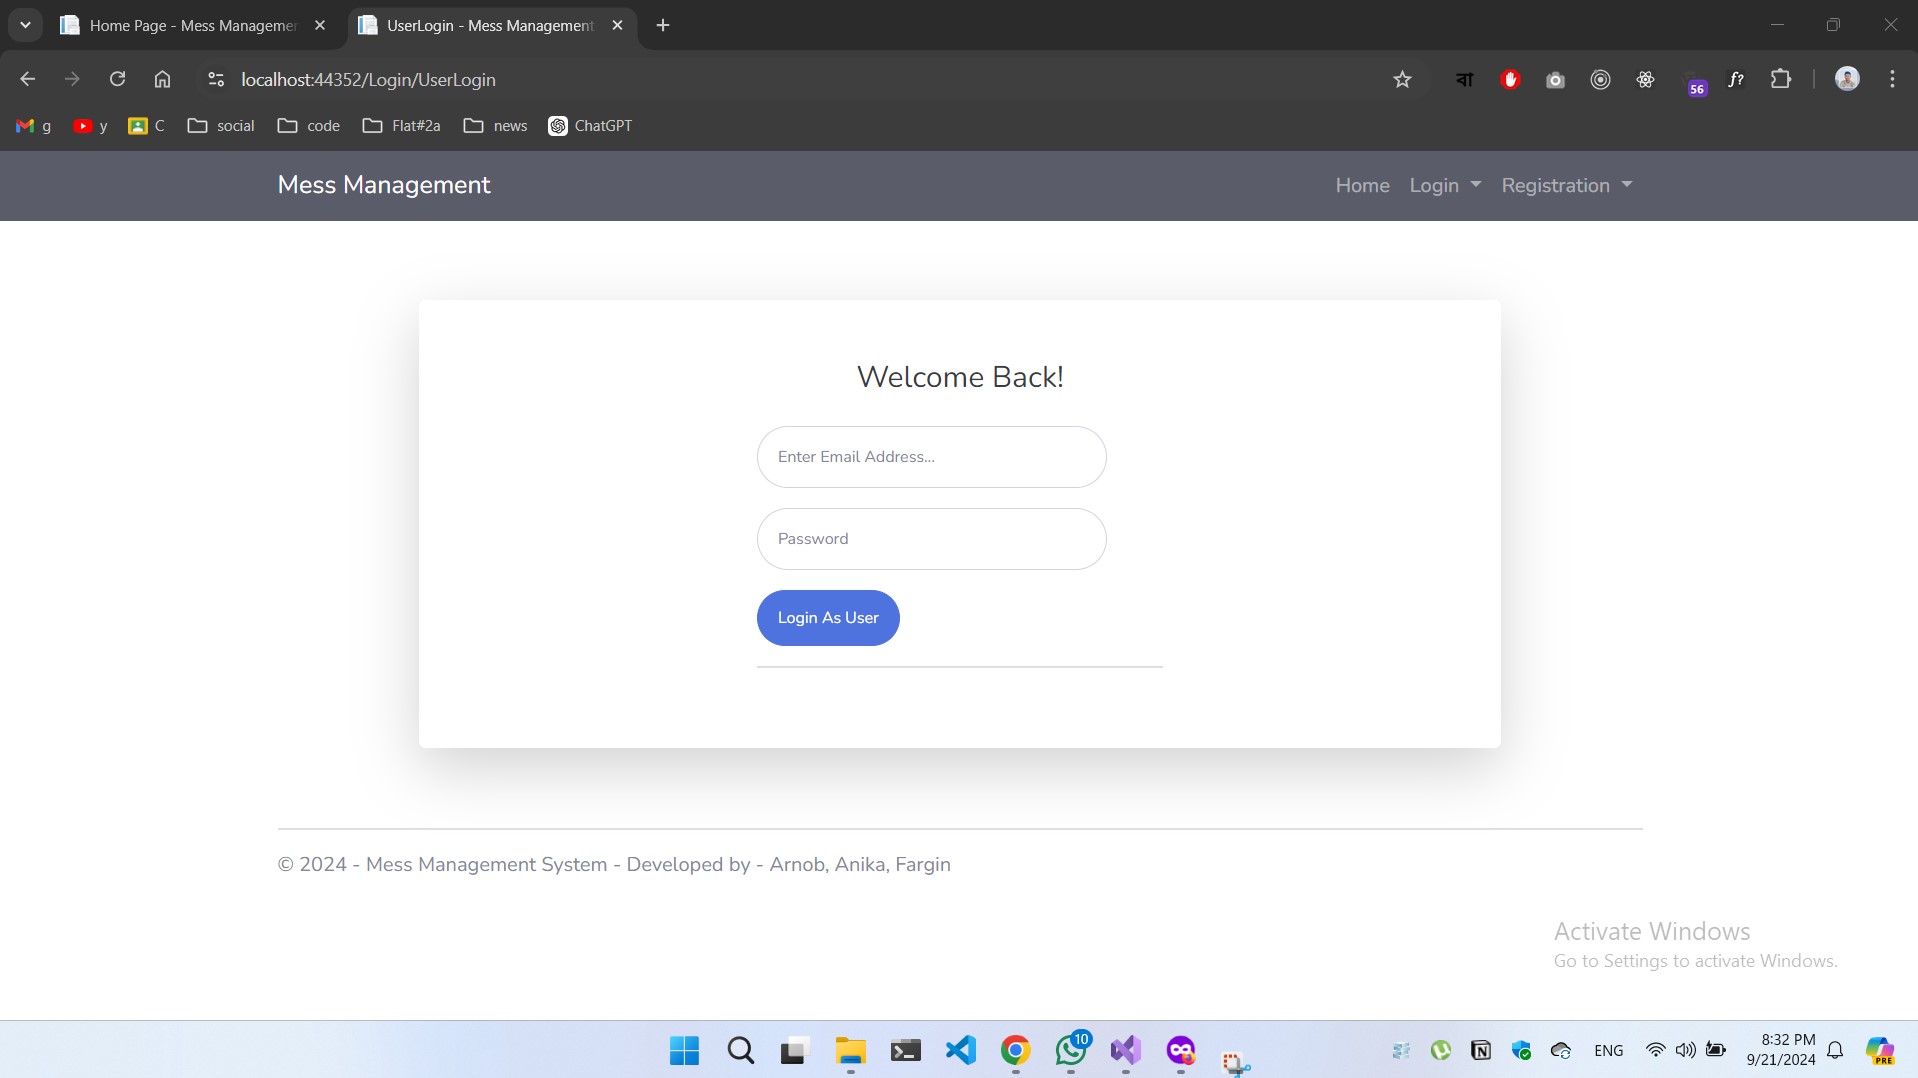 Home Page - Mess Managemen
UserLogin - Mess Management
localhost:44352/Login/UserLogin
বা
56
f?
g
y
C
social
code
Flat#2a
news
ChatGPT
Mess Management
Home
Login
Registration
Welcome Back!
Enter Email Address...
Password
Login As User
© 2024 - Mess Management System - Developed by - Arnob, Anika, Fargin
Activate Windows
Go to Settings to activate Windows.
10
ENG
8:32 PM
9/21/2024
PRE